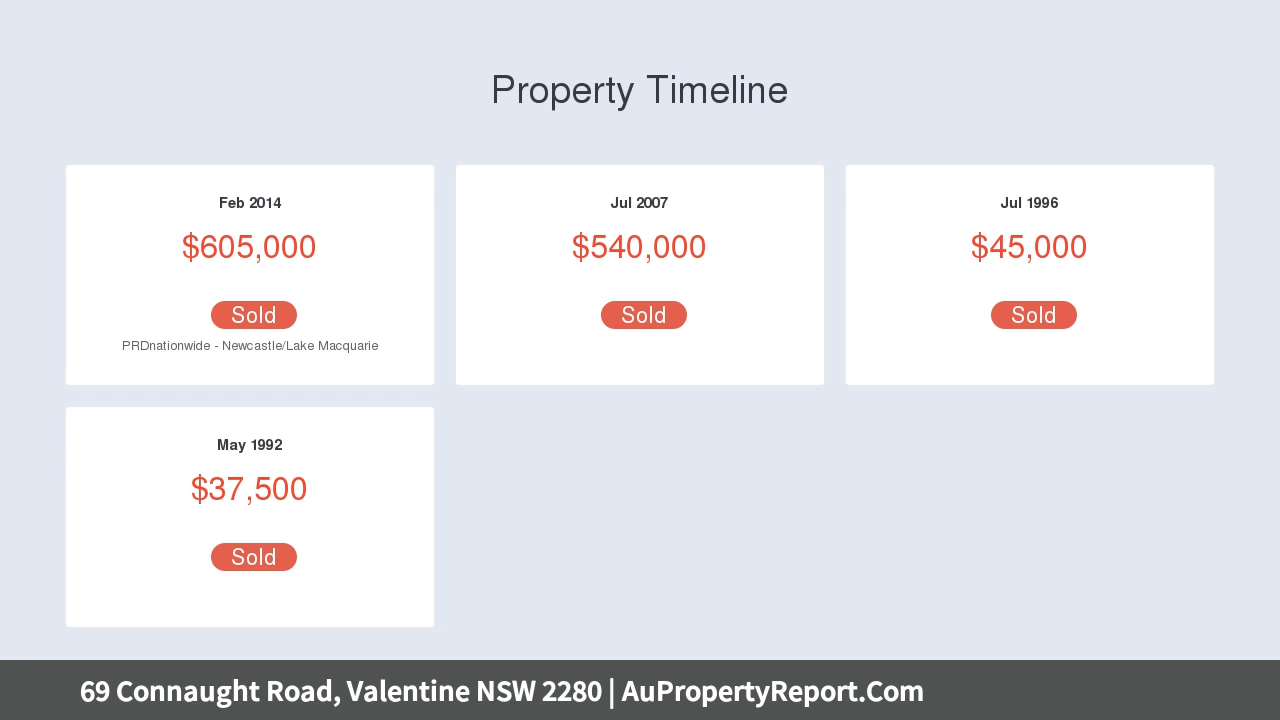 Property Timeline
Feb 2014
$605,000
Sold
PRDnationwide - Newcastle/Lake Macquarie
Jul 2007
$540,000
Sold
Jul 1996
$45,000
Sold
May 1992
$37,500
Sold
69 Connaught Road, Valentine NSW 2280 | AuPropertyReport.Com